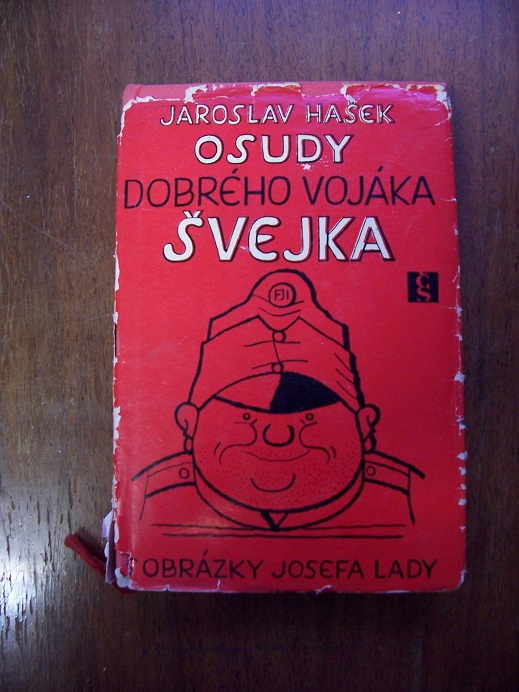 JAROSLAV HAŠEK
OSUDY
DOBRÉHO VOJÁKA
ŠVEJKA
ČS
FJI
OBRÁZKY JOSEFA LADY